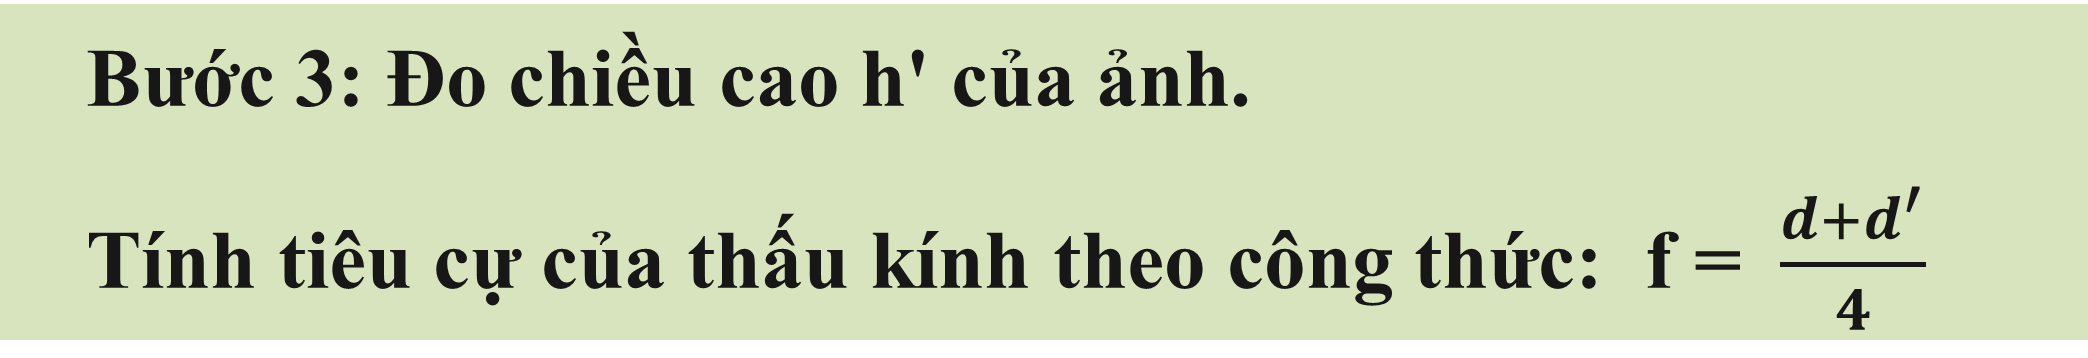 Bước 3: Đo chiều cao h' của ảnh.
Tính tiêu cự của thấu kính theo công thức: f = (d+d′)/4